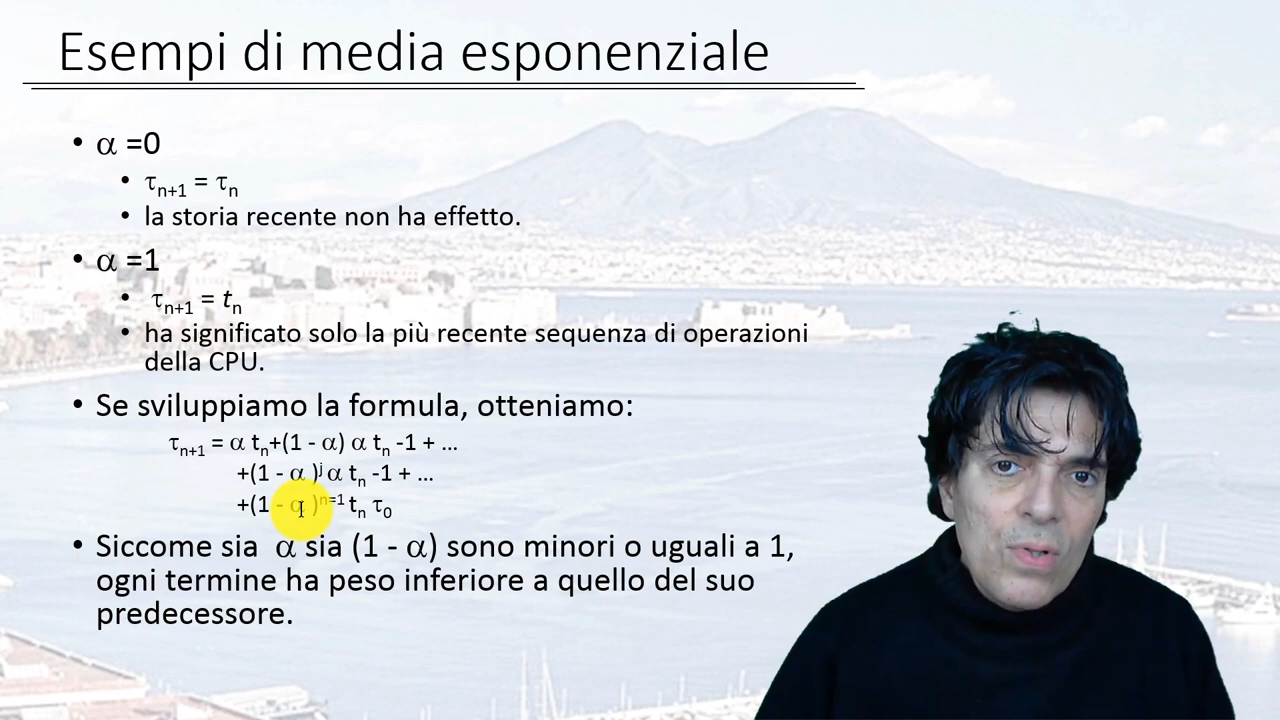 Esempi di media esponenziale
• α =0
• τn+1 = τn
• la storia recente non ha effetto.
• α =1
• τn+1 = tn
• ha significato solo la più recente sequenza di operazioni
della CPU.
• Se sviluppiamo la formula, otteniamo:
τn+1 = α tn+(1 - α) α tn -1 + …
+(1 - α )j α tn -1 + …
+(1 - α )n=1 tn τ0
• Siccome sia α sia (1 - α) sono minori o uguali a 1,
ogni termine ha peso inferiore a quello del suo
predecessore.